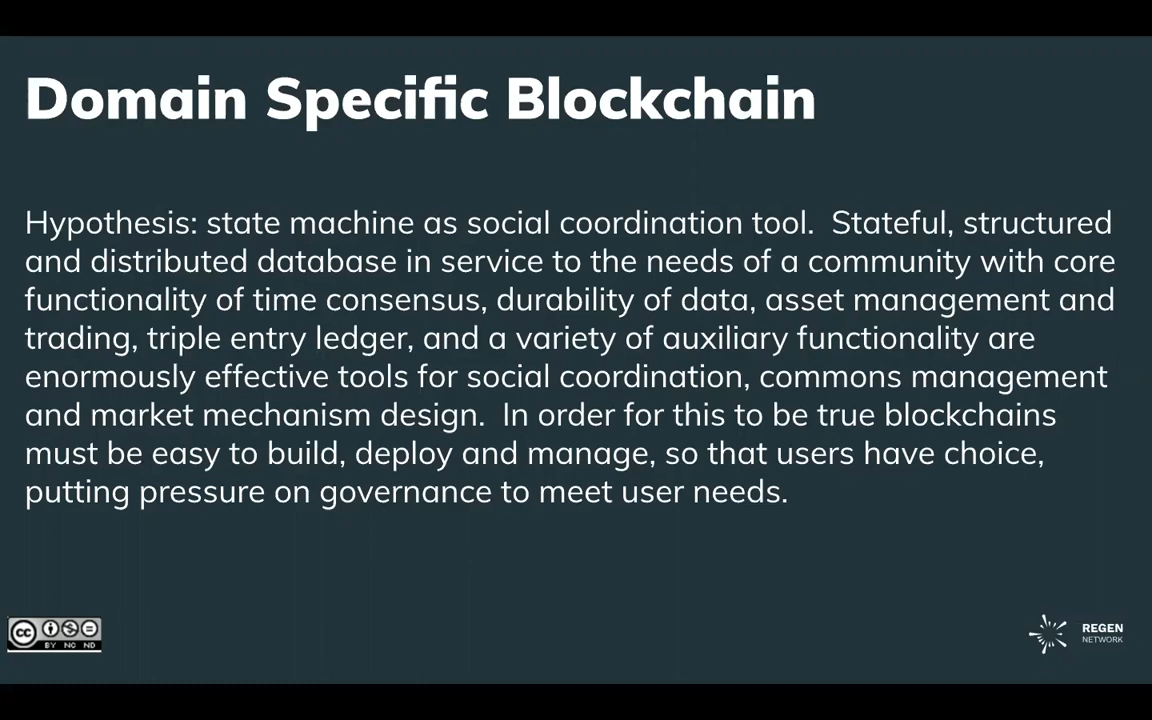 Domain Specific Blockchain
Hypothesis: state machine as social coordination tool.  Stateful, structured
and distributed database in service to the needs of a community with core
functionality of time consensus, durability of data, asset management and
trading, triple entry ledger, and a variety of auxiliary functionality are
enormously effective tools for social coordination, commons management
and market mechanism design.  In order for this to be true blockchains
must be easy to build, deploy and manage, so that users have choice,
putting pressure on governance to meet user needs.
cc
BY NC ND
REGEN
NETWORK